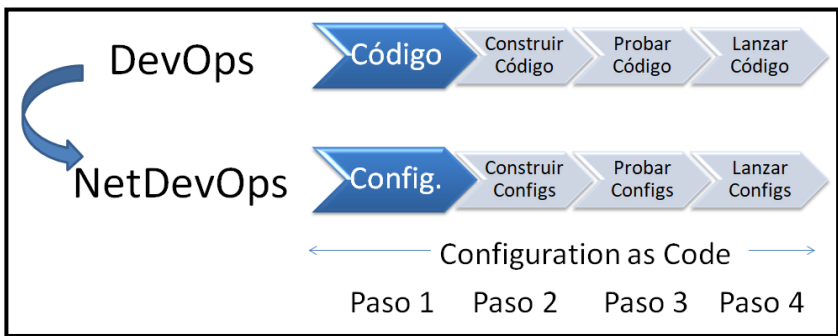 DevOps
Código
Construir
Código
Probar
Código
Lanzar
Código
NetDevOps
Config.
Construir
Configs
Probar
Configs
Lanzar
Configs
Configuration as Code
Paso 1
Paso 2
Paso 3
Paso 4